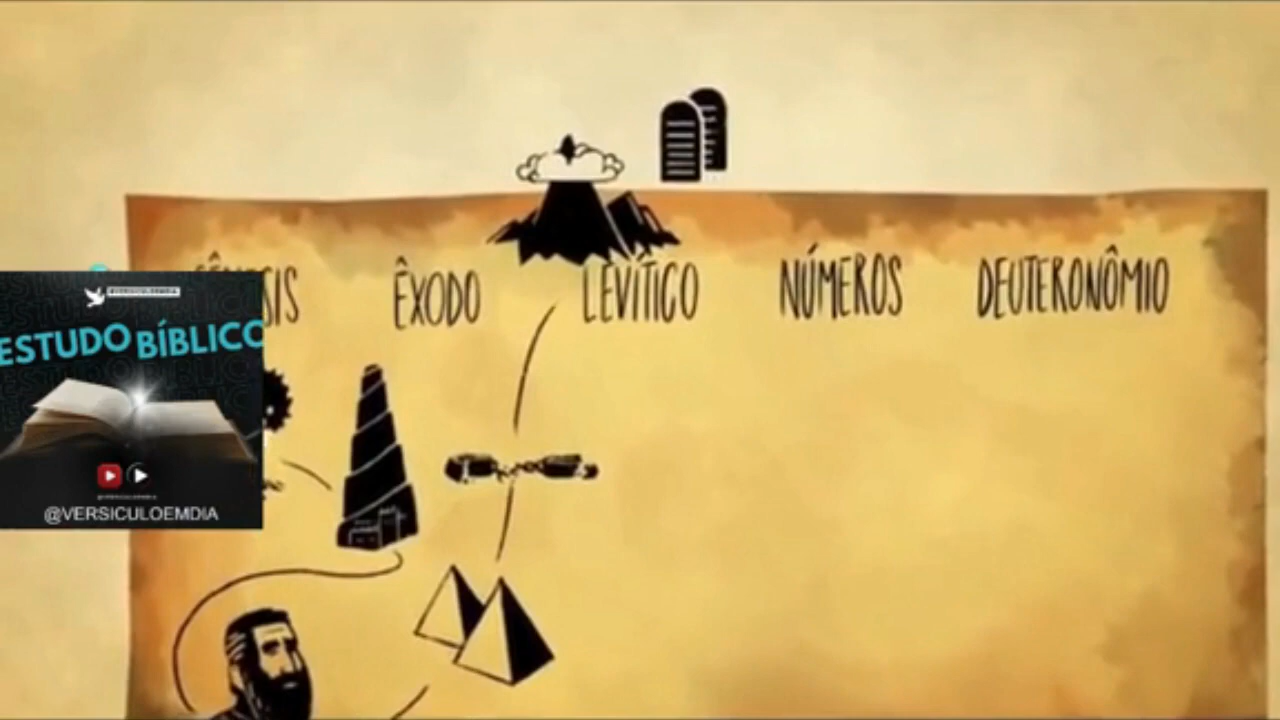 ÊXODO
LEVÍTICO
NÚMEROS
DEUTERONÔMIO
ESTUDO BÍBLICO
@VERSICULOEMDIA